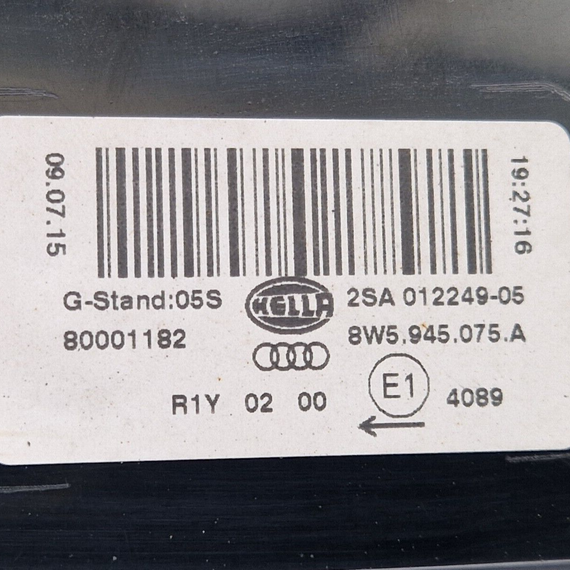 09.07.15
19:27:16
G-Stand:05S
HELLA
2SA 012249-05
80001182
8W5.945.075.A
R1Y 02 00
E1
4089